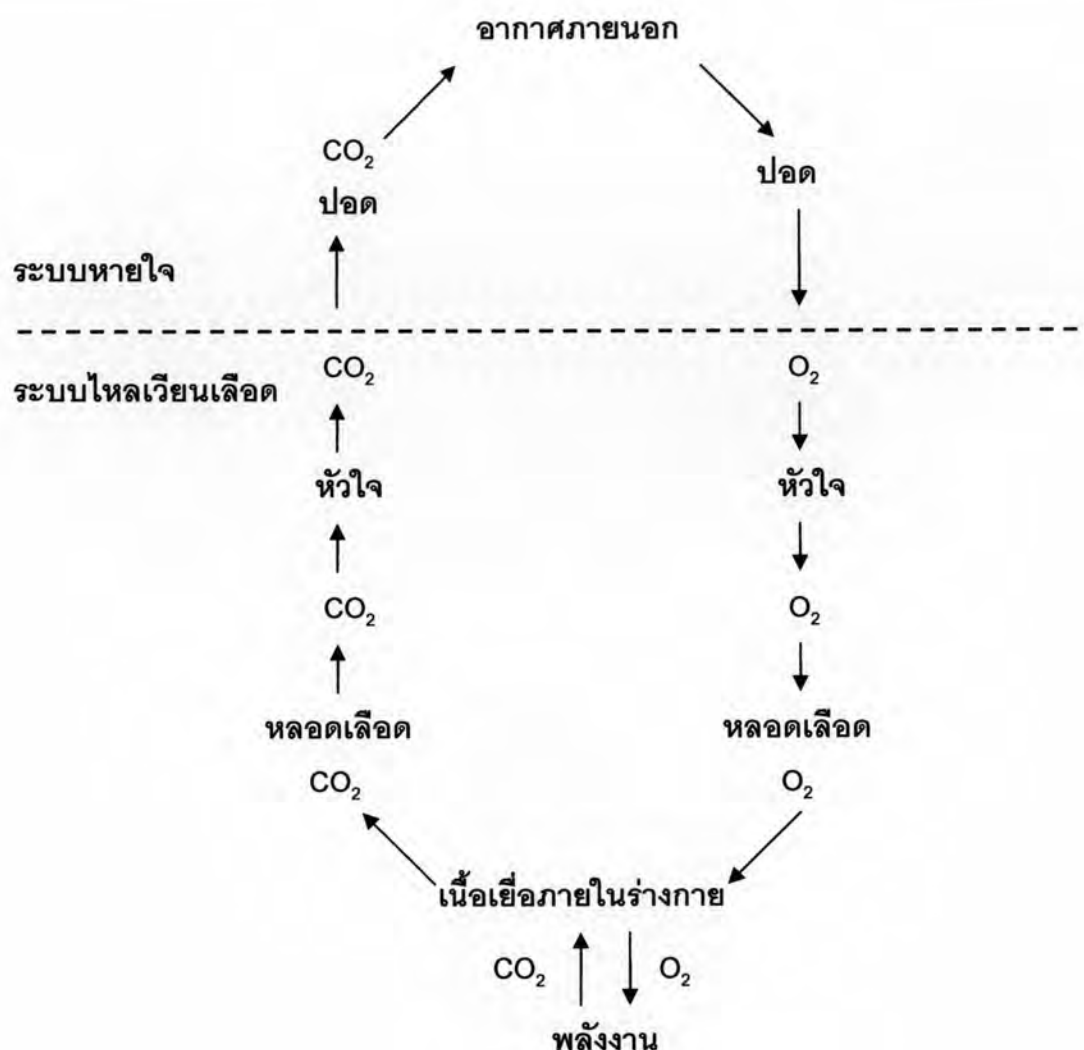 อากาศภายนอก
CO₂
ปอด
ปอด
ระบบหายใจ
ระบบไหลเวียนเลือด
CO₂
O₂
หัวใจ
หัวใจ
CO₂
O₂
หลอดเลือด
หลอดเลือด
CO₂
O₂
เนื้อเยื่อภายในร่างกาย
CO₂
O₂
พลังงาน